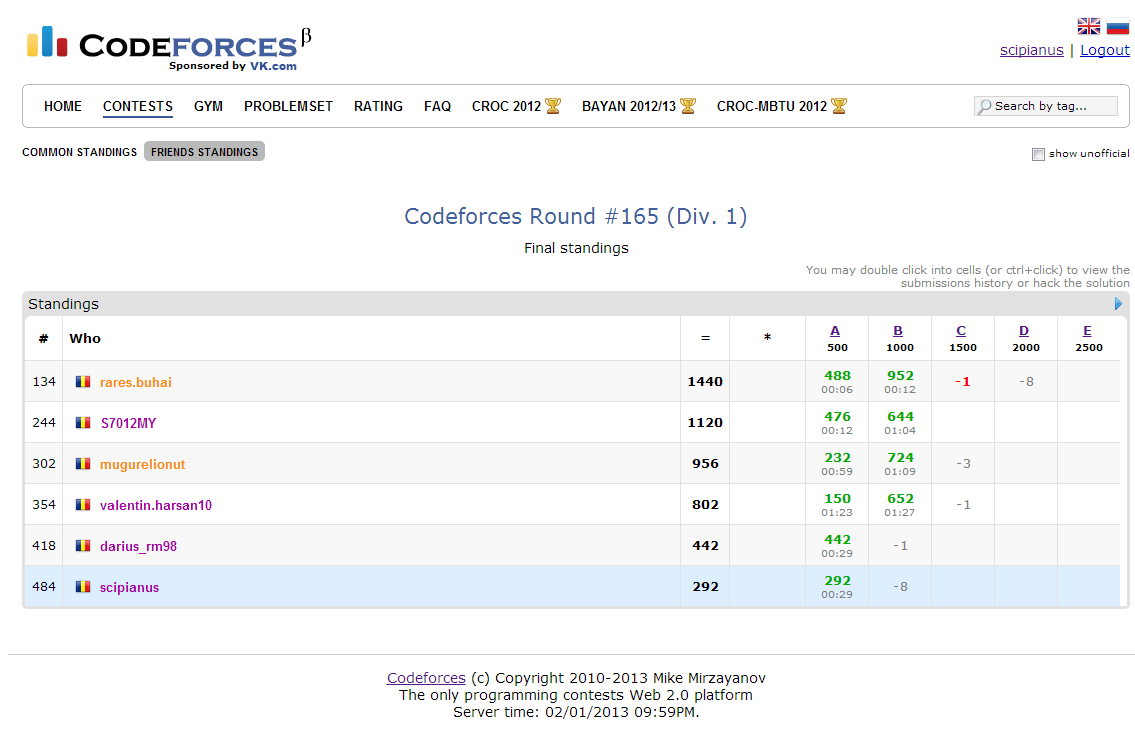 CODEFORCES β
Sponsored by VK.com
scipianus | Logout
HOME CONTESTS GYM PROBLEMSET RATING FAQ CROC 2012 BAYAN 2012/13 CROC-MBTU 2012 Search by tag...
COMMON STANDINGS FRIENDS STANDINGS show unofficial
Codeforces Round #165 (Div. 1)
Final standings
You may double click into cells (or ctrl+click) to view the
submissions history or hack the solution
Standings
# Who = * A B C D E
500 1000 1500 2000 2500
134 rares.buhai 1440 488 952 -1 -8
00:06 00:12
244 S7012MY 1120 476 644
00:12 01:04
302 mugurelionut 956 232 724 -3
00:59 01:09
354 valentin.harsan10 802 150 652 -1
01:23 01:27
418 darius_rm98 442 442 -1
00:29
484 scipianus 292 292 -8
00:29
Codeforces (c) Copyright 2010-2013 Mike Mirzayanov
The only programming contests Web 2.0 platform
Server time: 02/01/2013 09:59PM.